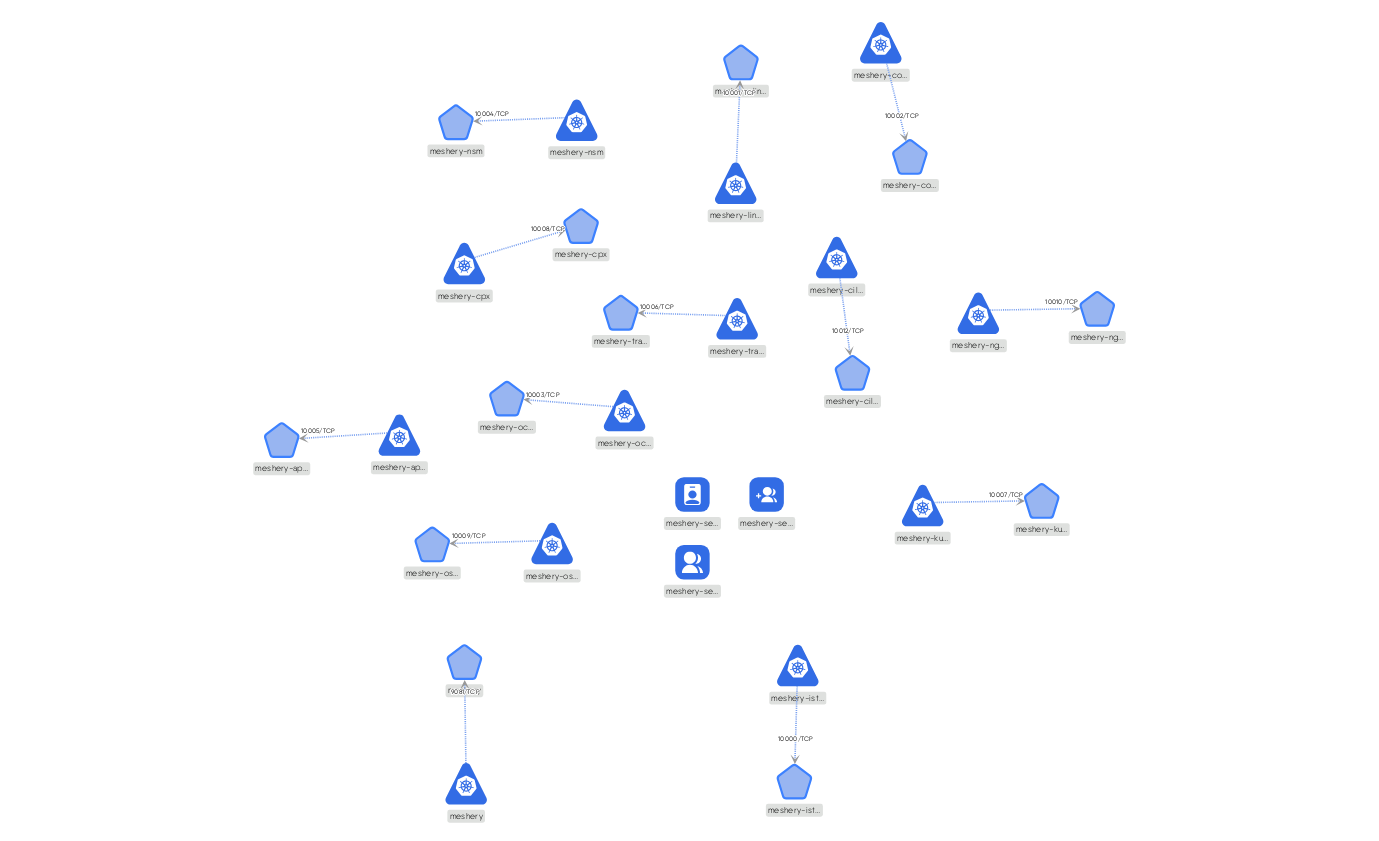 meshery-co...
10002/TCP
meshery-co...
10001/TCP
meshery-lin...
10004/TCP
meshery-nsm
meshery-nsm
10008/TCP
meshery-cpx
meshery-cpx
meshery-cil...
10012/TCP
meshery-cil...
10006/TCP
meshery-tra...
meshery-tra...
10010/TCP
meshery-ng...
meshery-ng...
10003/TCP
meshery-oc...
meshery-oc...
10005/TCP
meshery-ap...
meshery-ap...
meshery-se...
meshery-se...
meshery-se...
10007/TCP
meshery-ku...
meshery-ku...
10009/TCP
meshery-os...
meshery-os...
9081/TCP
meshery
meshery-ist...
10000/TCP
meshery-ist...